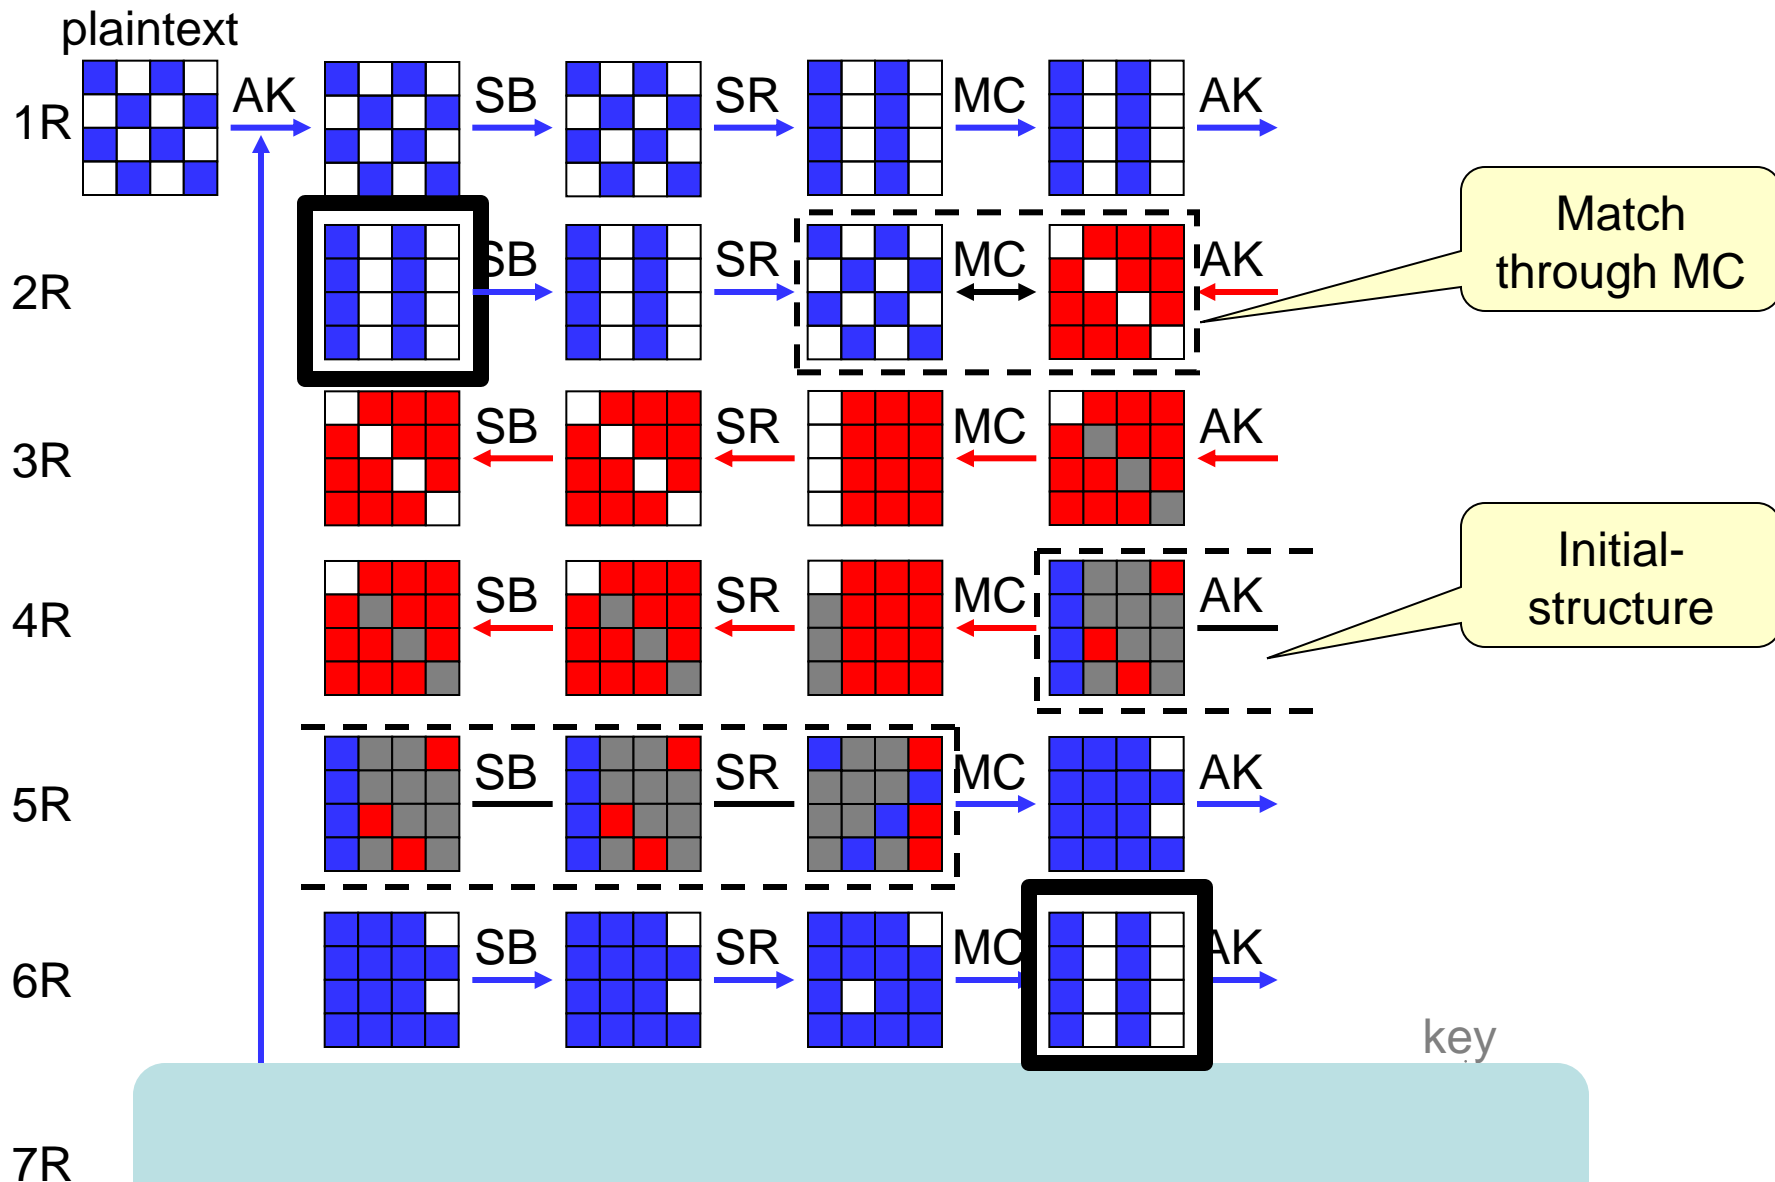 plaintext
1R AK SB SR MC AK
Match
through MC
2R SB SR MC AK
3R SB SR MC AK
Initial-
structure
4R SB SR MC AK
5R SB SR MC AK
6R SB SR MC AK
key
7R